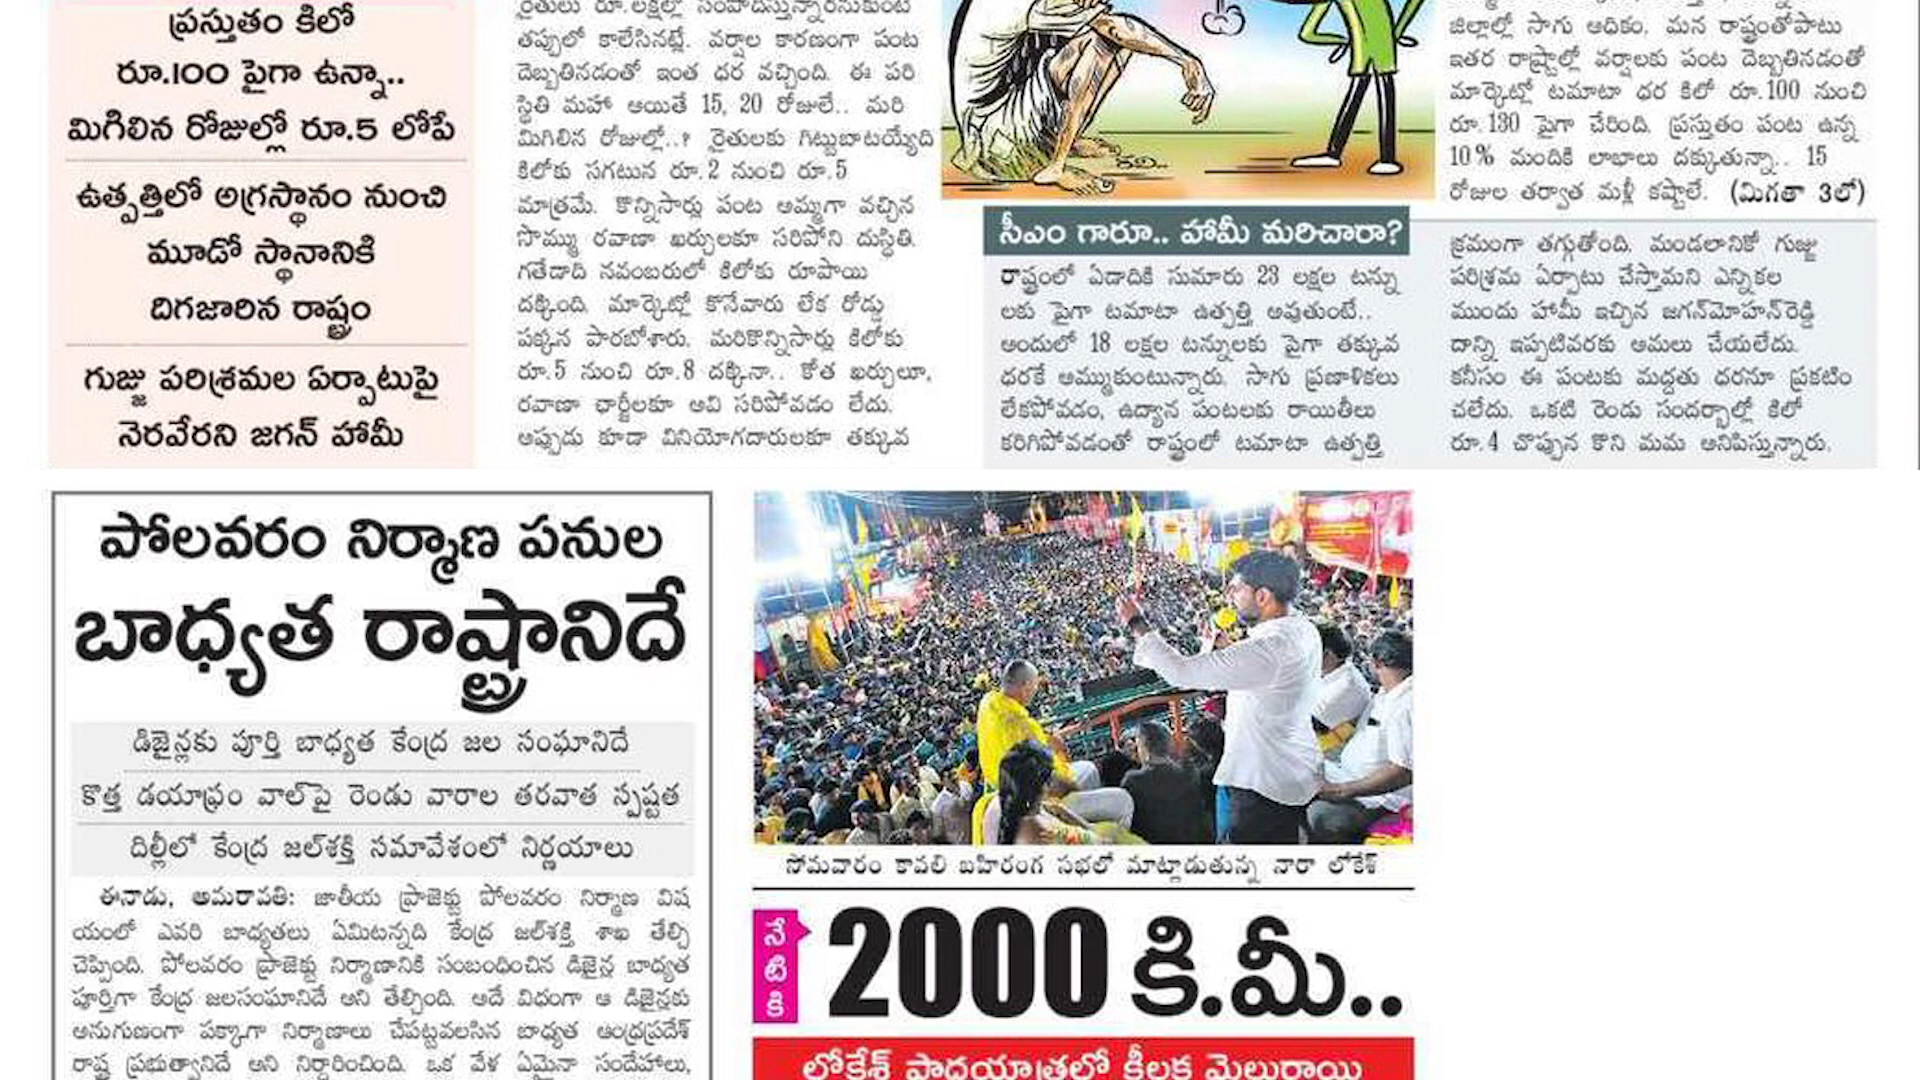 ప్రస్తుతం కిలో
రూ.100 పైగా ఉన్నా..
మిగిలిన రోజుల్లో రూ.5 లోపే
ఉత్పత్తిలో అగ్రస్థానం నుంచి
మూడో స్థానానికి
దిగజారిన రాష్ట్రం
గుజ్జు పరిశ్రమల ఏర్పాటుపై
నెరవేరని జగన్ హామీ
రైతులు రూ.లక్షల్లో సంపాదిస్తున్నారనుకుంటే
తప్పులో కాలేసినట్లే. వర్షాల కారణంగా పంట
దెబ్బతినడంతో ఇంత ధర వచ్చింది. ఈ పరి
స్థితి మహా అయితే 15, 20 రోజులే.. మరి
మిగిలిన రోజుల్లో..? రైతులకు గిట్టుబాటయ్యేది
కిలోకు సగటున రూ.2 నుంచి రూ.5
మాత్రమే. కొన్నిసార్లు పంట అమ్మగా వచ్చిన
సొమ్ము రవాణా ఖర్చులకూ సరిపోని దుస్థితి.
గతేడాది నవంబరులో కిలోకు రూపాయి
దక్కింది. మార్కెట్లో కొనేవారు లేక రోడ్డు
పక్కన పారబోశారు. మరికొన్నిసార్లు కిలోకు
రూ.5 నుంచి రూ.8 దక్కినా.. కోత ఖర్చులూ,
రవాణా ఛార్జీలకూ అవి సరిపోవడం లేదు.
అప్పుడు కూడా వినియోగదారులకూ తక్కువ
జిల్లాల్లో సాగు అధికం. మన రాష్ట్రంతోపాటు
ఇతర రాష్ట్రాల్లో వర్షాలకు పంట దెబ్బతినడంతో
మార్కెట్లో టమాటా ధర కిలో రూ.100 నుంచి
రూ.130 పైగా చేరింది. ప్రస్తుతం పంట ఉన్న
10% మందికి లాభాలు దక్కుతున్నా.. 15
రోజుల తర్వాత మళ్లీ కష్టాలే. (మిగతా 3లో)
సీఎం గారూ.. హామీ మరిచారా?
రాష్ట్రంలో ఏడాదికి సుమారు 23 లక్షల టన్ను
లకు పైగా టమాటా ఉత్పత్తి అవుతుంటే..
అందులో 18 లక్షల టన్నులకు పైగా తక్కువ
ధరకే అమ్ముకుంటున్నారు. సాగు ప్రణాళికలు
లేకపోవడం, ఉద్యాన పంటలకు రాయితీలు
కరిగిపోవడంతో రాష్ట్రంలో టమాటా ఉత్పత్తి
క్రమంగా తగ్గుతోంది. మండలానికో గుజ్జు
పరిశ్రమ ఏర్పాటు చేస్తామని ఎన్నికల
ముందు హామీ ఇచ్చిన జగన్‌మోహన్‌రెడ్డి
దాన్ని ఇప్పటివరకు అమలు చేయలేదు.
కనీసం ఈ పంటకు మద్దతు ధరనూ ప్రకటిం
చలేదు. ఒకటి రెండు సందర్భాల్లో కిలో
రూ.4 చొప్పున కొని మమ అనిపిస్తున్నారు.
పోలవరం నిర్మాణ పనుల
బాధ్యత రాష్ట్రానిదే
డిజైన్లకు పూర్తి బాధ్యత కేంద్ర జల సంఘానిదే
కొత్త డయాఫ్రం వాల్‌పై రెండు వారాల తరవాత స్పష్టత
దిల్లీలో కేంద్ర జల్‌శక్తి సమావేశంలో నిర్ణయాలు
ఈనాడు, అమరావతి: జాతీయ ప్రాజెక్టు పోలవరం నిర్మాణ విష
యంలో ఎవరి బాధ్యతలు ఏమిటన్నది కేంద్ర జల్‌శక్తి శాఖ తేల్చి
చెప్పింది. పోలవరం ప్రాజెక్టు నిర్మాణానికి సంబంధించిన డిజైన్ల బాధ్యత
పూర్తిగా కేంద్ర జలసంఘానిదే అని తేల్చింది. అదే విధంగా ఆ డిజైన్లకు
అనుగుణంగా పక్కాగా నిర్మాణాలు చేపట్టవలసిన బాధ్యత ఆంధ్రప్రదేశ్
రాష్ట్ర ప్రభుత్వానిదే అని నిర్ధారించింది. ఒక వేళ ఏమైనా సందేహాలు,
సోమవారం కావలి బహిరంగ సభలో మాట్లాడుతున్న నారా లోకేశ్
నేటికి
2000 కి.మీ..
లోకేశ్ పాదయాత్రలో కీలక మైలురాయి